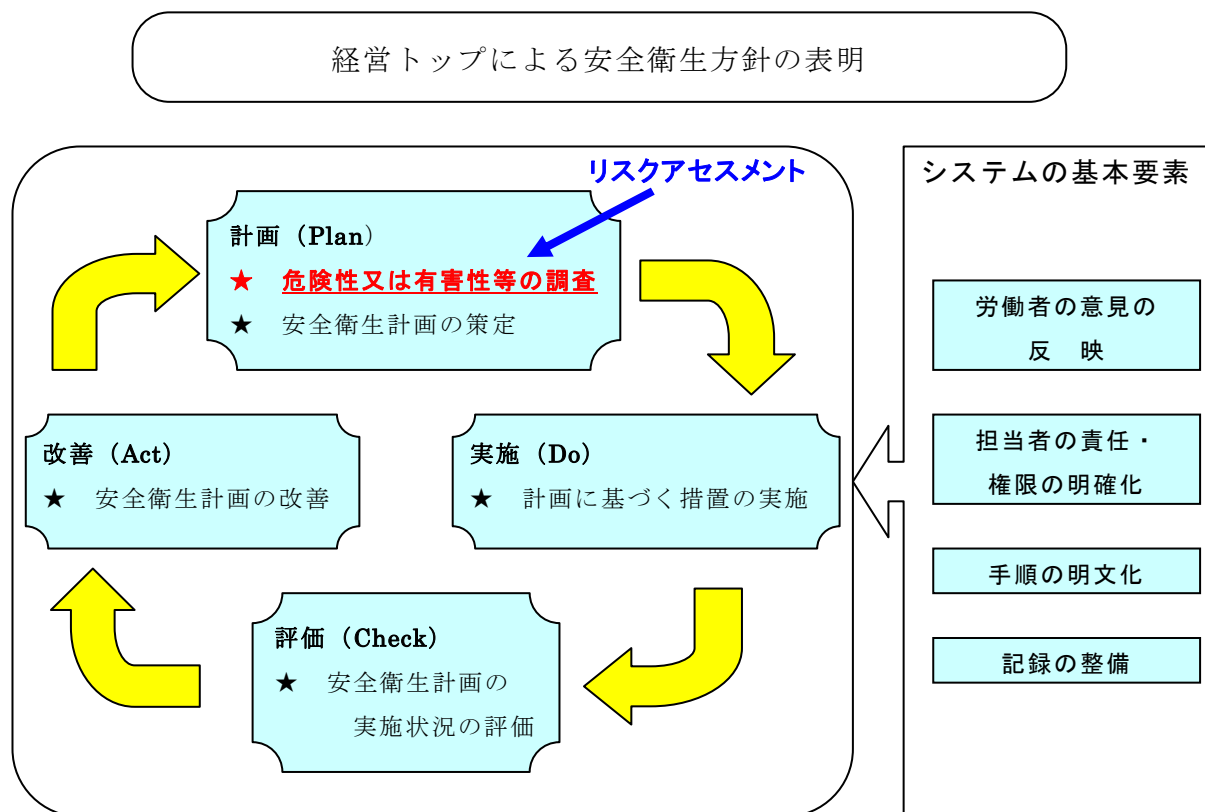 経営トップによる安全衛生方針の表明
リスクアセスメント
計画（Plan）
★ 危険性又は有害性等の調査
★ 安全衛生計画の策定
改善（Act）
★ 安全衛生計画の改善
実施（Do）
★ 計画に基づく措置の実施
評価（Check）
★ 安全衛生計画の
実施状況の評価
システムの基本要素
労働者の意見の
反　映
担当者の責任・
権限の明確化
手順の明文化
記録の整備